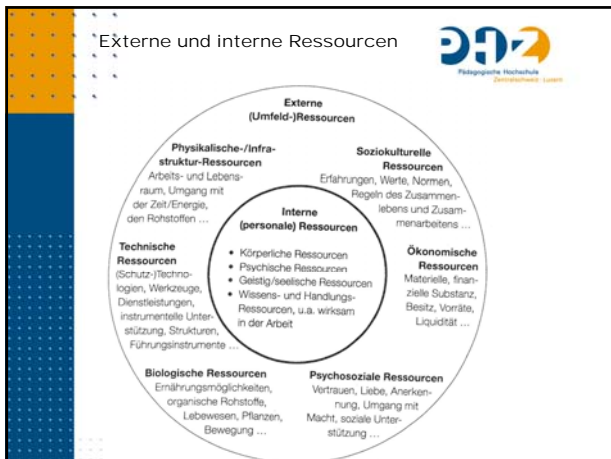 Externe und interne Ressourcen
PHZ
Pädagogische Hochschule
Zentralschweiz Luzern
Externe
(Umfeld-)Ressourcen
Physikalische-/Infra-
struktur-Ressourcen
Arbeits- und Lebens-
raum, Umgang mit
der Zeit/Energie,
den Rohstoffen ...
Soziokulturelle
Ressourcen
Erfahrungen, Werte, Normen,
Regeln des Zusammen-
lebens und Zusam-
menarbeitens ...
Interne
(personale) Ressourcen
• Körperliche Ressourcen
• Psychische Ressourcen
• Geistig/seelische Ressourcen
• Wissens- und Handlungs-
Ressourcen, u.a. wirksam
in der Arbeit
Technische
Ressourcen
(Schutz-)Techno-
logien, Werkzeuge,
Dienstleistungen,
instrumentelle Unter-
stützung, Strukturen,
Führungsinstrumente ...
Ökonomische
Ressourcen
Materielle, finan-
zielle Substanz,
Besitz, Vorräte,
Liquidität ...
Biologische Ressourcen
Ernährungsmöglichkeiten,
organische Rohstoffe,
Lebewesen, Pflanzen,
Bewegung ...
Psychosoziale Ressourcen
Vertrauen, Liebe, Anerken-
nung, Umgang mit
Macht, soziale Unter-
stützung ...